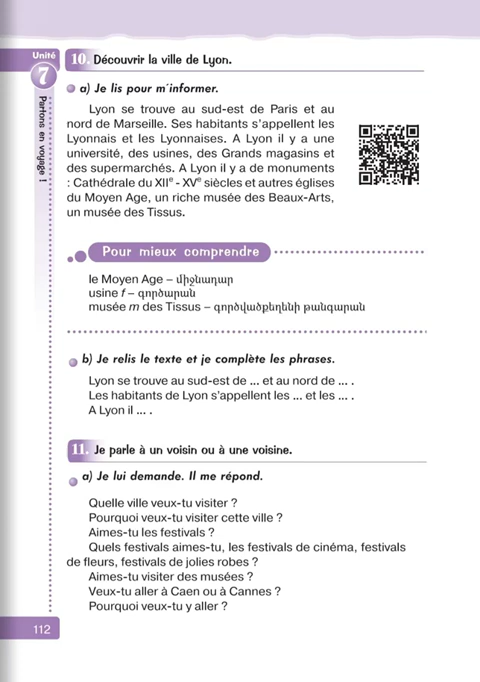 Unité
7
Partons en voyage !
10. Découvrir la ville de Lyon.
a) Je lis pour m'informer.
Lyon se trouve au sud-est de Paris et au
nord de Marseille. Ses habitants s'appellent les
Lyonnais et les Lyonnaises. A Lyon il y a une
université, des usines, des Grands magasins et
des supermarchés. A Lyon il y a de monuments
: Cathédrale du XIIe - XVe siècles et autres églises
du Moyen Age, un riche musée des Beaux-Arts,
un musée des Tissus.
Pour mieux comprendre
le Moyen Age – միջնադար
usine f – գործարան
musée m des Tissus – գործվածքեղենի թանգարան
b) Je relis le texte et je complète les phrases.
Lyon se trouve au sud-est de ... et au nord de ... .
Les habitants de Lyon s'appellent les ... et les ... .
A Lyon il ... .
11. Je parle à un voisin ou à une voisine.
a) Je lui demande. Il me répond.
Quelle ville veux-tu visiter ?
Pourquoi veux-tu visiter cette ville ?
Aimes-tu les festivals ?
Quels festivals aimes-tu, les festivals de cinéma, festivals
de fleurs, festivals de jolies robes ?
Aimes-tu visiter des musées ?
Veux-tu aller à Caen ou à Cannes ?
Pourquoi veux-tu y aller ?
112